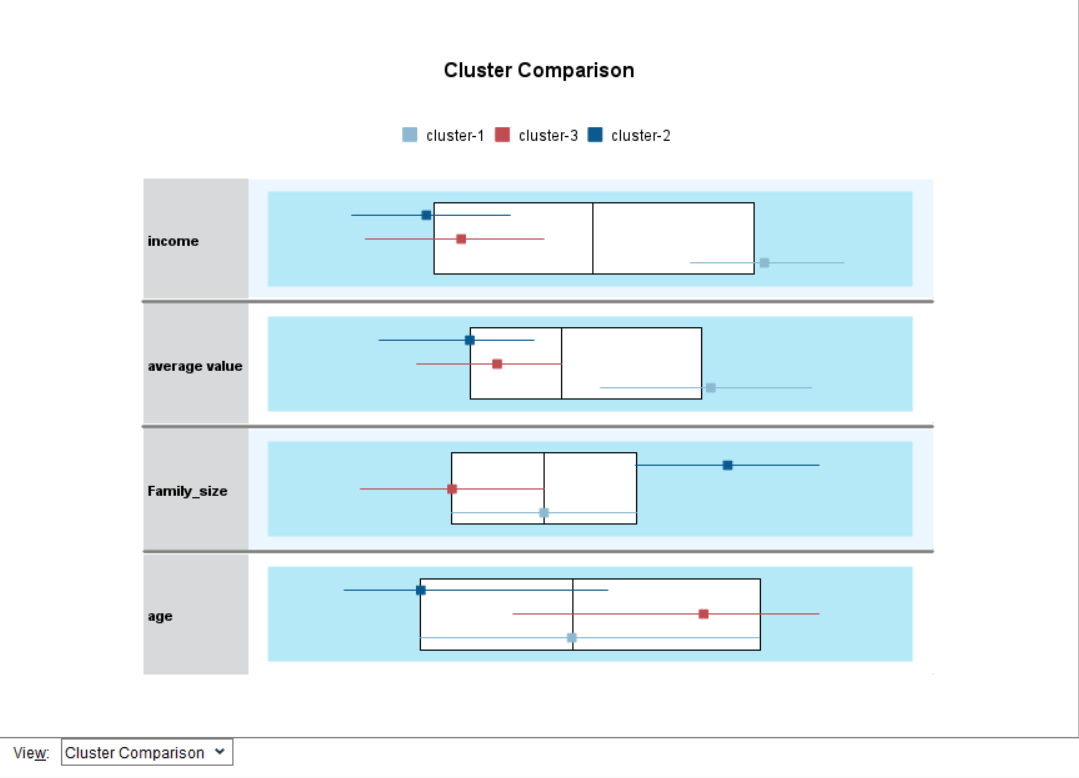 Cluster Comparison
cluster-1 cluster-3 cluster-2
income
average value
Family_size
age
View: Cluster Comparison